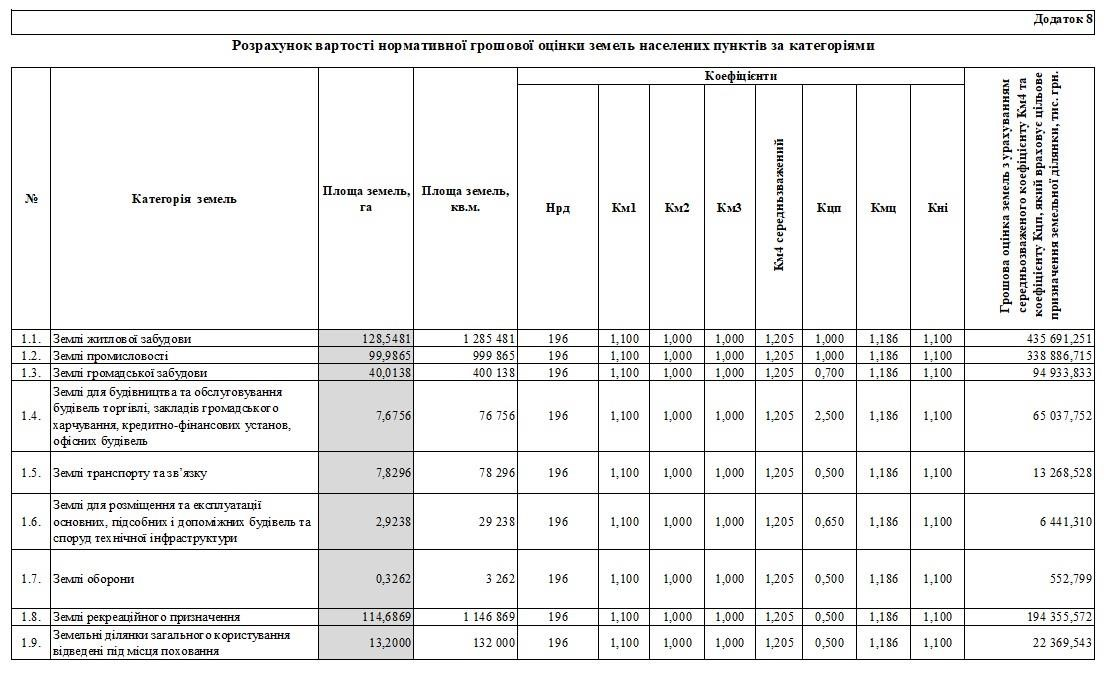 Додаток 8
Розрахунок вартості нормативної грошової оцінки земель населених пунктів за категоріями
№
Категорія земель
Площа земель,
га
Площа земель,
кв.м.
Коефіцієнти
Нрд
Км1
Км2
Км3
Км4 середньзважений
Кцп
Кмц
Кні
Грошова оцінка земель з урахуванням
середньозваженого коефіцієнту Км4 та
коефіцієнту Кцп, який враховує цільове
призначення земельної ділянки, тис. грн.
1.1. Землі житлової забудови 128,5481 1 285 481 196 1,100 1,000 1,000 1,205 1,000 1,186 1,100 435 691,251
1.2. Землі промисловості 99,9865 999 865 196 1,100 1,000 1,000 1,205 1,000 1,186 1,100 338 886,715
1.3. Землі громадської забудови 40,0138 400 138 196 1,100 1,000 1,000 1,205 0,700 1,186 1,100 94 933,833
Землі для будівництва та обслуговування
будівель торгівлі, закладів громадського
1.4. 7,6756 76 756 196 1,100 1,000 1,000 1,205 2,500 1,186 1,100 65 037,752
харчування, кредитно-фінансових установ,
офісних будівель
1.5. Землі транспорту та зв’язку 7,8296 78 296 196 1,100 1,000 1,000 1,205 0,500 1,186 1,100 13 268,528
Землі для розміщення та експлуатації
1.6. основних, підсобних і допоміжних будівель та 2,9238 29 238 196 1,100 1,000 1,000 1,205 0,650 1,186 1,100 6 441,310
споруд технічної інфраструктури
1.7. Землі оборони 0,3262 3 262 196 1,100 1,000 1,000 1,205 0,500 1,186 1,100 552,799
1.8. Землі рекреаційного призначення 114,6869 1 146 869 196 1,100 1,000 1,000 1,205 0,500 1,186 1,100 194 355,572
Земельні ділянки загального користування
1.9. 13,2000 132 000 196 1,100 1,000 1,000 1,205 0,500 1,186 1,100 22 369,543
відведені під місця поховання